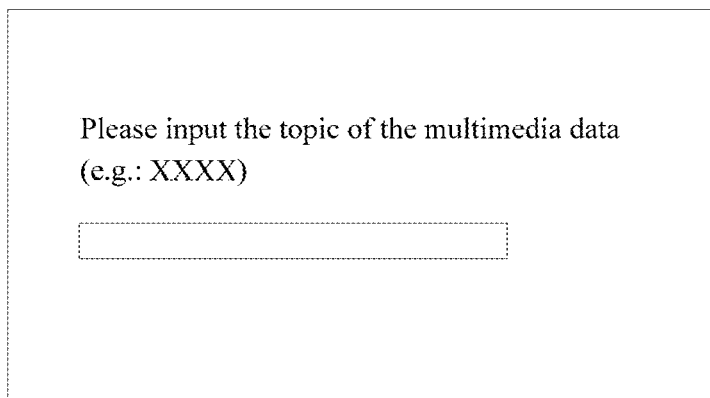 Please input the topic of the multimedia data
(e.g.: XXXX)